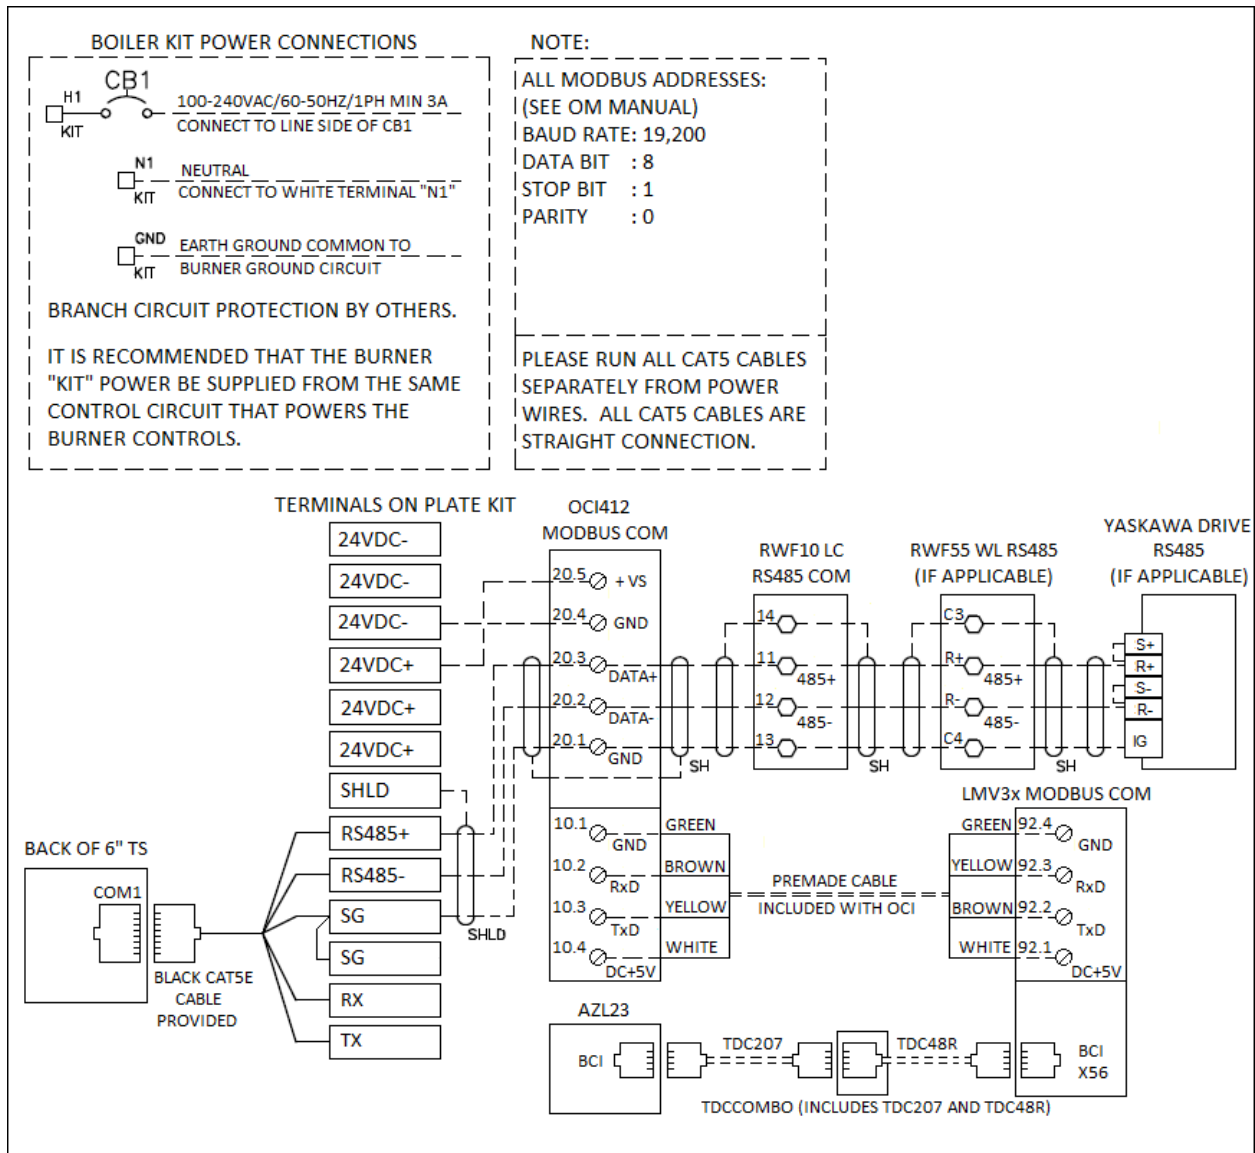 BOILER KIT POWER CONNECTIONS
CB1
H1
KIT
100-240VAC/60-50HZ/1PH MIN 3A
CONNECT TO LINE SIDE OF CB1
N1
KIT
NEUTRAL
CONNECT TO WHITE TERMINAL "N1"
GND
KIT
EARTH GROUND COMMON TO
BURNER GROUND CIRCUIT
BRANCH CIRCUIT PROTECTION BY OTHERS.
IT IS RECOMMENDED THAT THE BURNER
"KIT" POWER BE SUPPLIED FROM THE SAME
CONTROL CIRCUIT THAT POWERS THE
BURNER CONTROLS.
NOTE:
ALL MODBUS ADDRESSES:
(SEE OM MANUAL)
BAUD RATE: 19,200
DATA BIT : 8
STOP BIT : 1
PARITY : 0
PLEASE RUN ALL CAT5 CABLES
SEPARATELY FROM POWER
WIRES. ALL CAT5 CABLES ARE
STRAIGHT CONNECTION.
TERMINALS ON PLATE KIT
24VDC-
24VDC-
24VDC-
24VDC+
24VDC+
24VDC+
SHLD
RS485+
RS485-
SG
SG
RX
TX
SHLD
BACK OF 6" TS
COM1
BLACK CAT5E
CABLE
PROVIDED
OCI412
MODBUS COM
20.5 + VS
20.4 GND
20.3 DATA+
20.2 DATA-
20.1 GND
SH
10.1 GND GREEN
10.2 RxD BROWN
10.3 TxD YELLOW
10.4 DC+5V WHITE
PREMADE CABLE
INCLUDED WITH OCI
RWF10 LC
RS485 COM
14
11 485+
12 485-
13
SH
RWF55 WL RS485
(IF APPLICABLE)
C3
R+ 485+
R- 485-
C4
SH
YASKAWA DRIVE
RS485
(IF APPLICABLE)
S+
R+
S-
R-
IG
LMV3x MODBUS COM
GREEN 92.4 GND
YELLOW 92.3 RxD
BROWN 92.2 TxD
WHITE 92.1 DC+5V
AZL23
BCI
TDC207
TDC48R
BCI
X56
TDCCOMBO (INCLUDES TDC207 AND TDC48R)